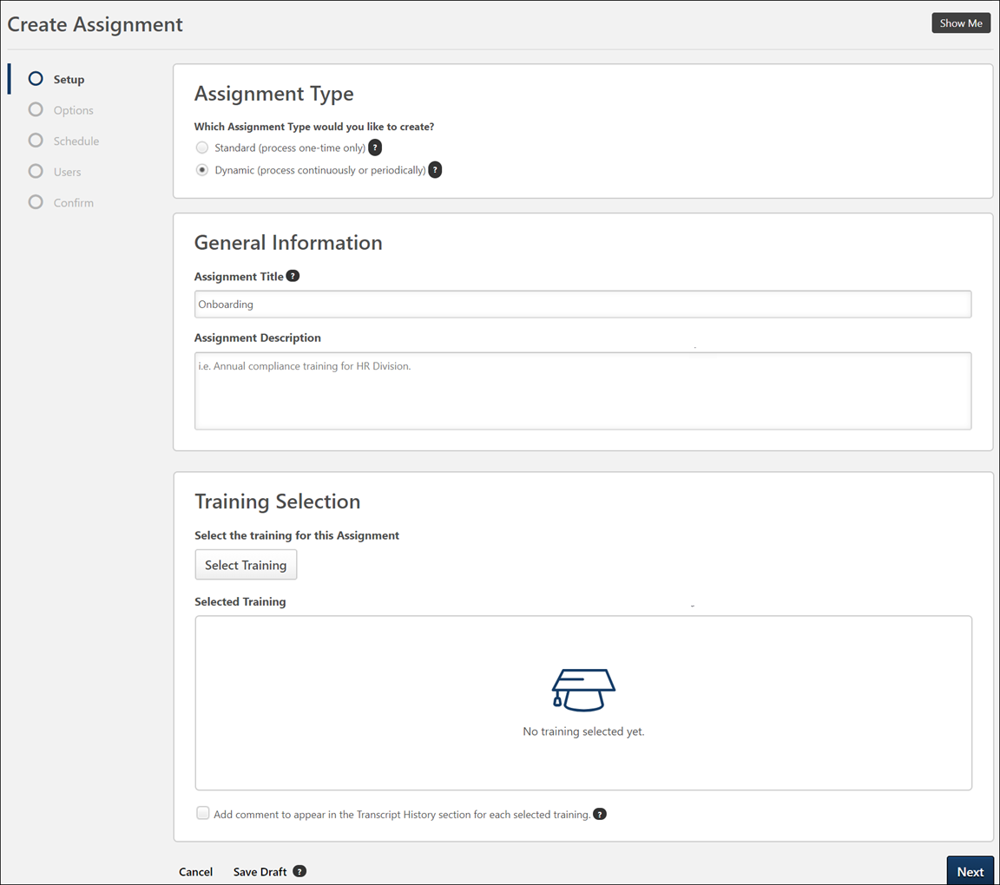 Create Assignment
Show Me
Setup
Options
Schedule
Users
Confirm
Assignment Type
Which Assignment Type would you like to create?
Standard (process one-time only) ?
Dynamic (process continuously or periodically) ?
General Information
Assignment Title ?
Onboarding
Assignment Description
i.e. Annual compliance training for HR Division.
Training Selection
Select the training for this Assignment
Select Training
Selected Training
No training selected yet.
Add comment to appear in the Transcript History section for each selected training. ?
Cancel
Save Draft ?
Next